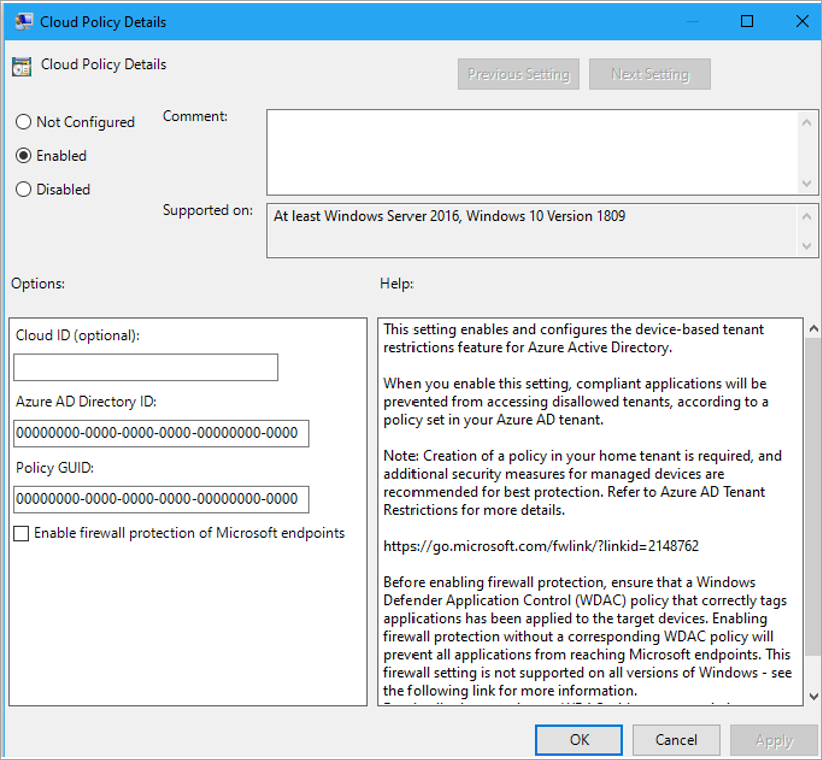 Cloud Policy Details
Cloud Policy Details
Previous Setting
Next Setting
Not Configured
Enabled
Disabled
Comment:
Supported on:
At least Windows Server 2016, Windows 10 Version 1809
Options:
Help:
Cloud ID (optional):
Azure AD Directory ID:
00000000-0000-0000-0000-00000000-0000
Policy GUID:
00000000-0000-0000-0000-00000000-0000
Enable firewall protection of Microsoft endpoints
This setting enables and configures the device-based tenant
restrictions feature for Azure Active Directory.
When you enable this setting, compliant applications will be
prevented from accessing disallowed tenants, according to a
policy set in your Azure AD tenant.
Note: Creation of a policy in your home tenant is required, and
additional security measures for managed devices are
recommended for best protection. Refer to Azure AD Tenant
Restrictions for more details.
https://go.microsoft.com/fwlink/?linkid=2148762
Before enabling firewall protection, ensure that a Windows
Defender Application Control (WDAC) policy that correctly tags
applications has been applied to the target devices. Enabling
firewall protection without a corresponding WDAC policy will
prevent all applications from reaching Microsoft endpoints. This
firewall setting is not supported on all versions of Windows - see
the following link for more information.
OK
Cancel
Apply